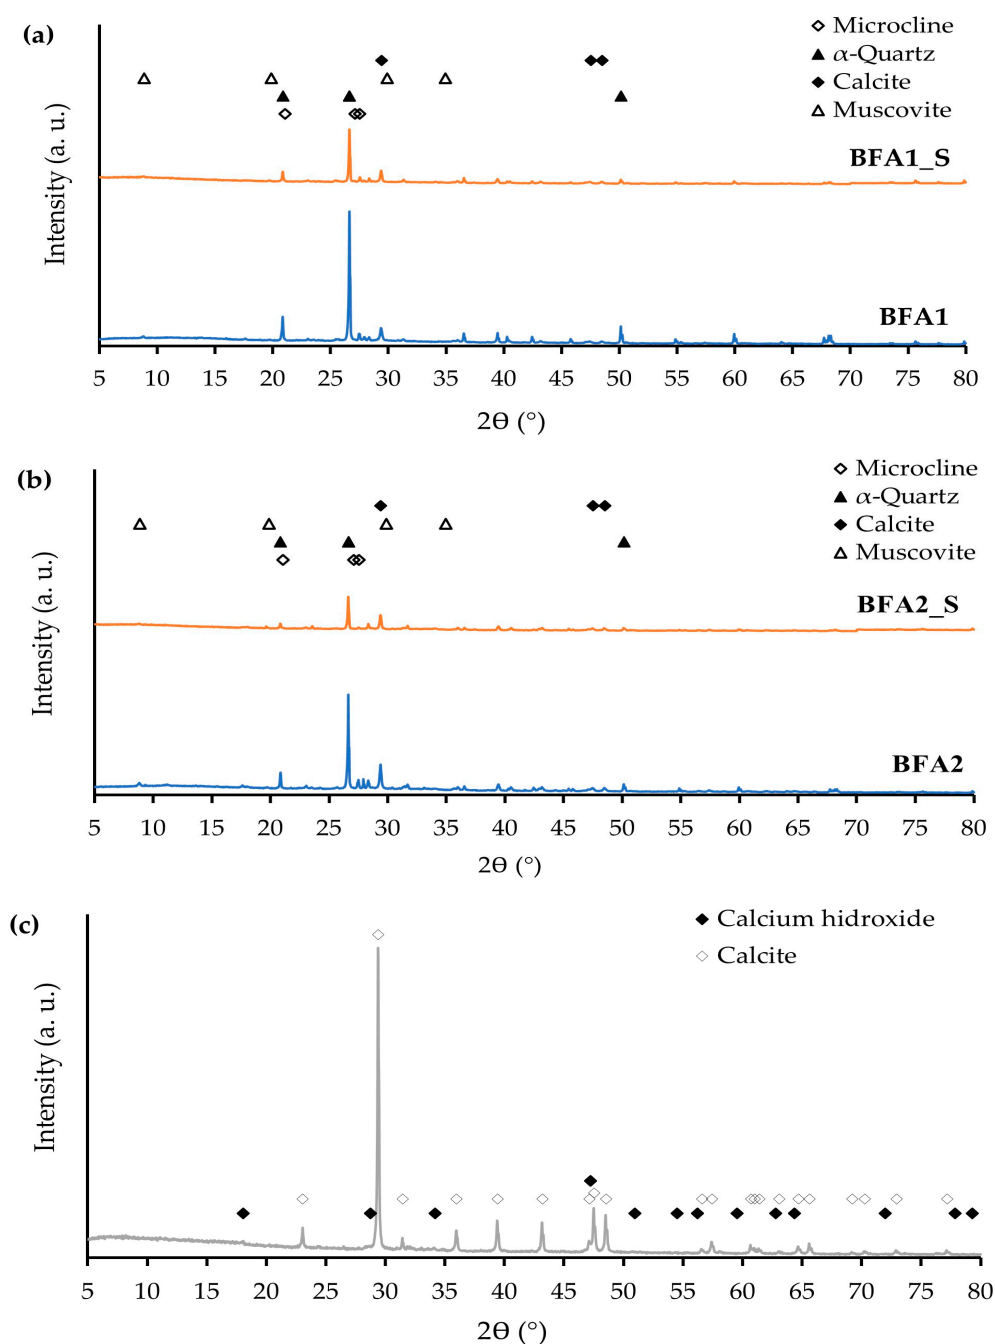 (a)
Microcline
α-Quartz
Calcite
Muscovite
BFA1_S
BFA1
Intensity (a. u.)
5 10 15 20 25 30 35 40 45 50 55 60 65 70 75 80
2ϴ (°)
(b)
Microcline
α-Quartz
Calcite
Muscovite
BFA2_S
BFA2
Intensity (a. u.)
5 10 15 20 25 30 35 40 45 50 55 60 65 70 75 80
2ϴ (°)
(c)
Calcium hidroxide
Calcite
Intensity (a. u.)
5 10 15 20 25 30 35 40 45 50 55 60 65 70 75 80
2ϴ (°)